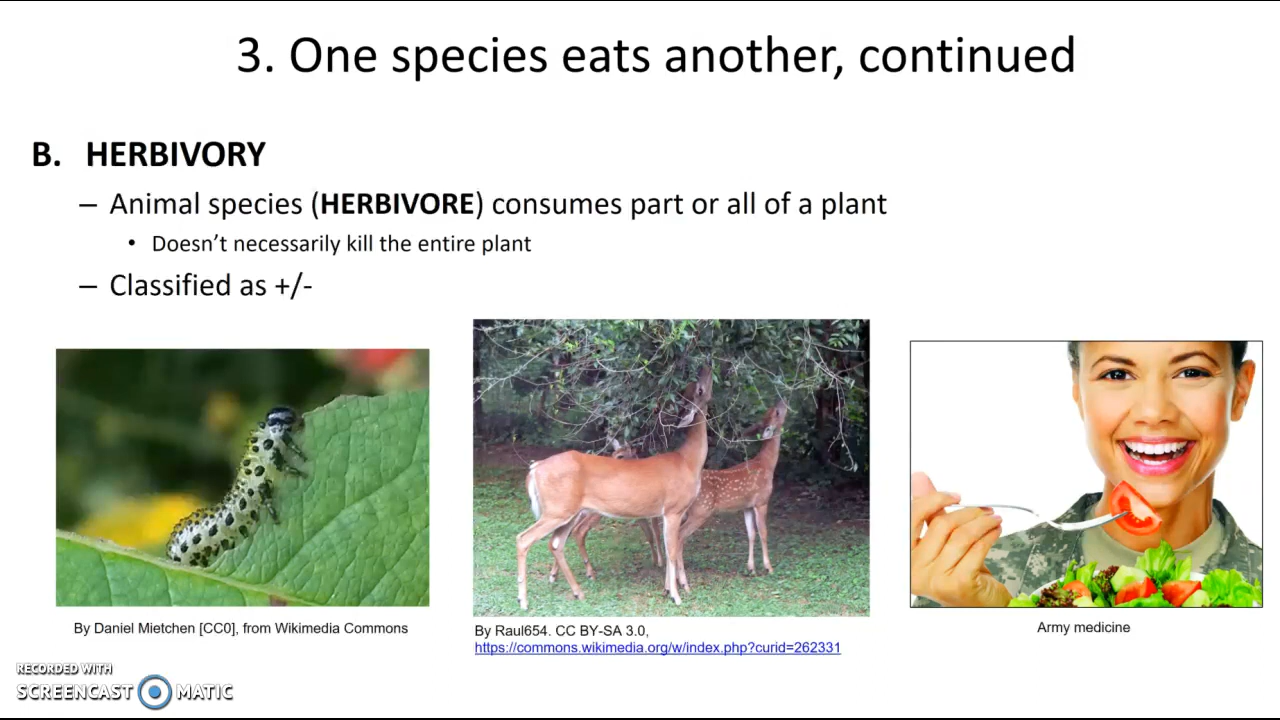 3. One species eats another, continued
B. HERBIVORY
– Animal species (HERBIVORE) consumes part or all of a plant
• Doesn’t necessarily kill the entire plant
– Classified as +/-
By Daniel Mietchen [CC0], from Wikimedia Commons
By Raul654. CC BY-SA 3.0,
https://commons.wikimedia.org/w/index.php?curid=262331
Army medicine
RECORDED WITH
SCREENCAST MATIC